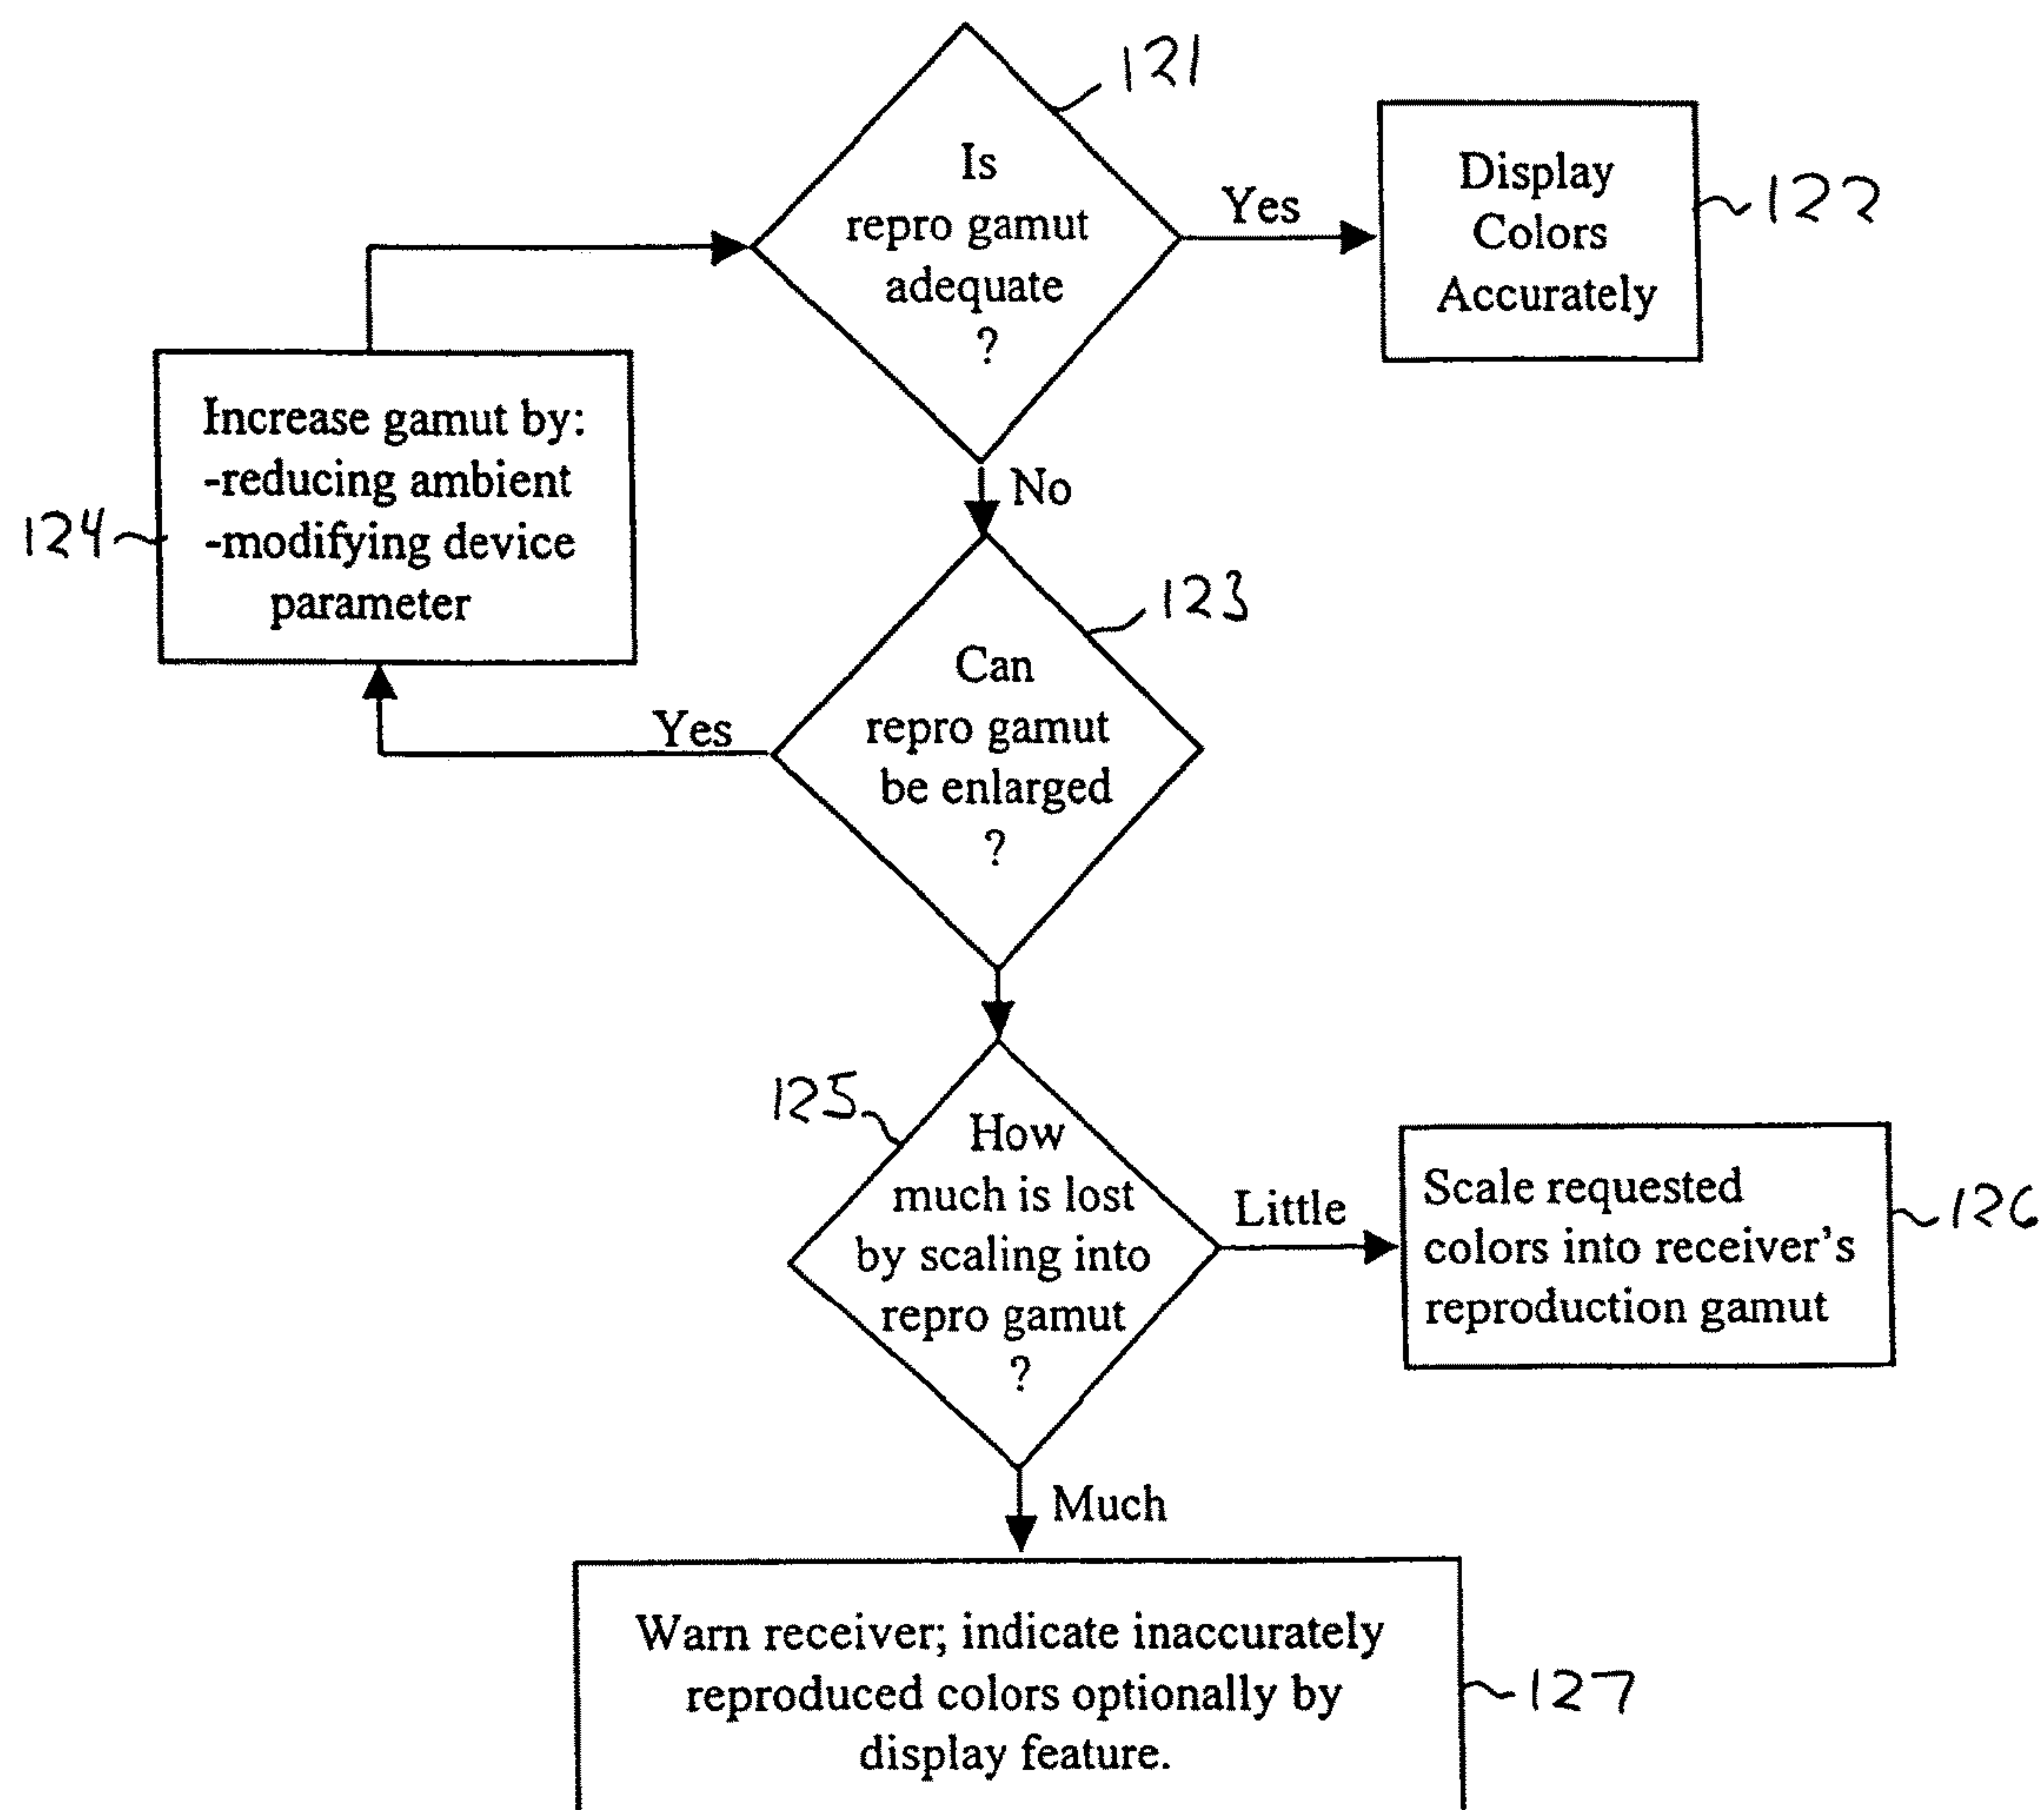 121
Is
repro gamut
adequate
?
Yes
Display
Colors
Accurately
122
No
Increase gamut by:
-reducing ambient
-modifying device
parameter
124
123
Can
repro gamut
be enlarged
?
Yes
125
How
much is lost
by scaling into
repro gamut
?
Little
Scale requested
colors into receiver's
reproduction gamut
126
Much
Warn receiver; indicate inaccurately
reproduced colors optionally by
display feature.
127